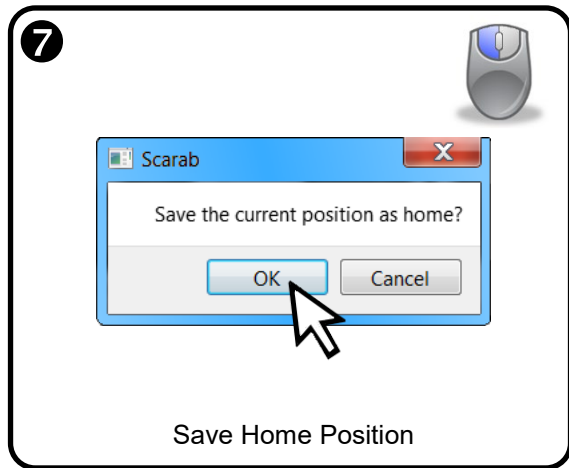 7
Scarab
X
Save the current position as home?
OK
Cancel
Save Home Position